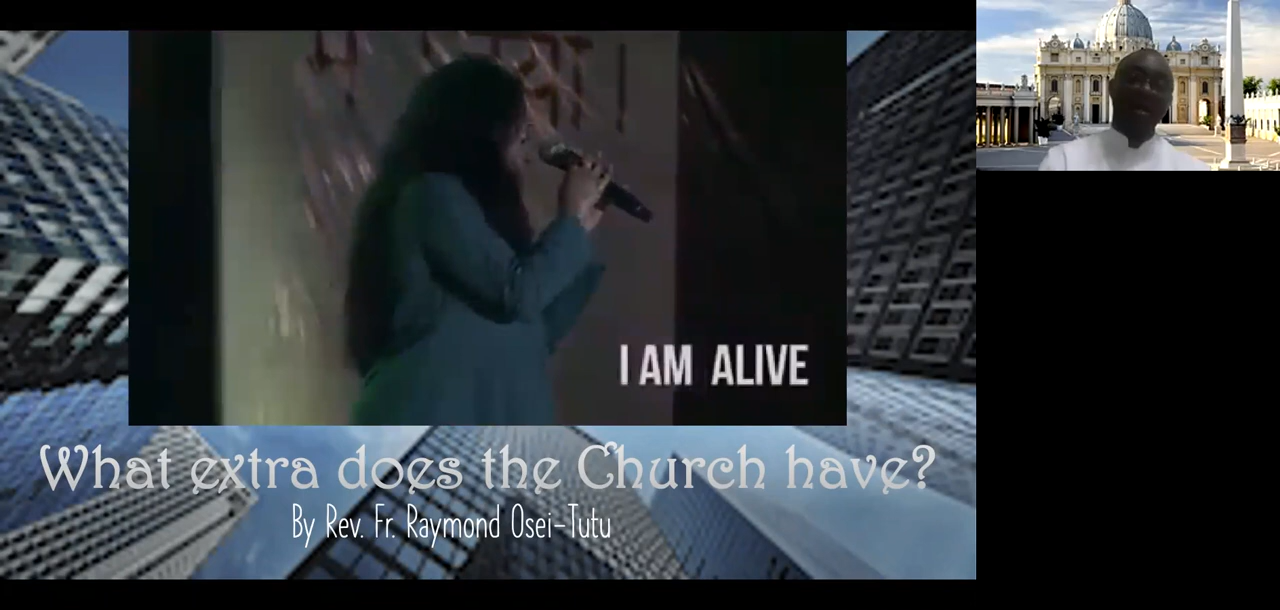 I AM ALIVE
What extra does the Church have?
By Rev. Fr. Raymond Osei-Tutu